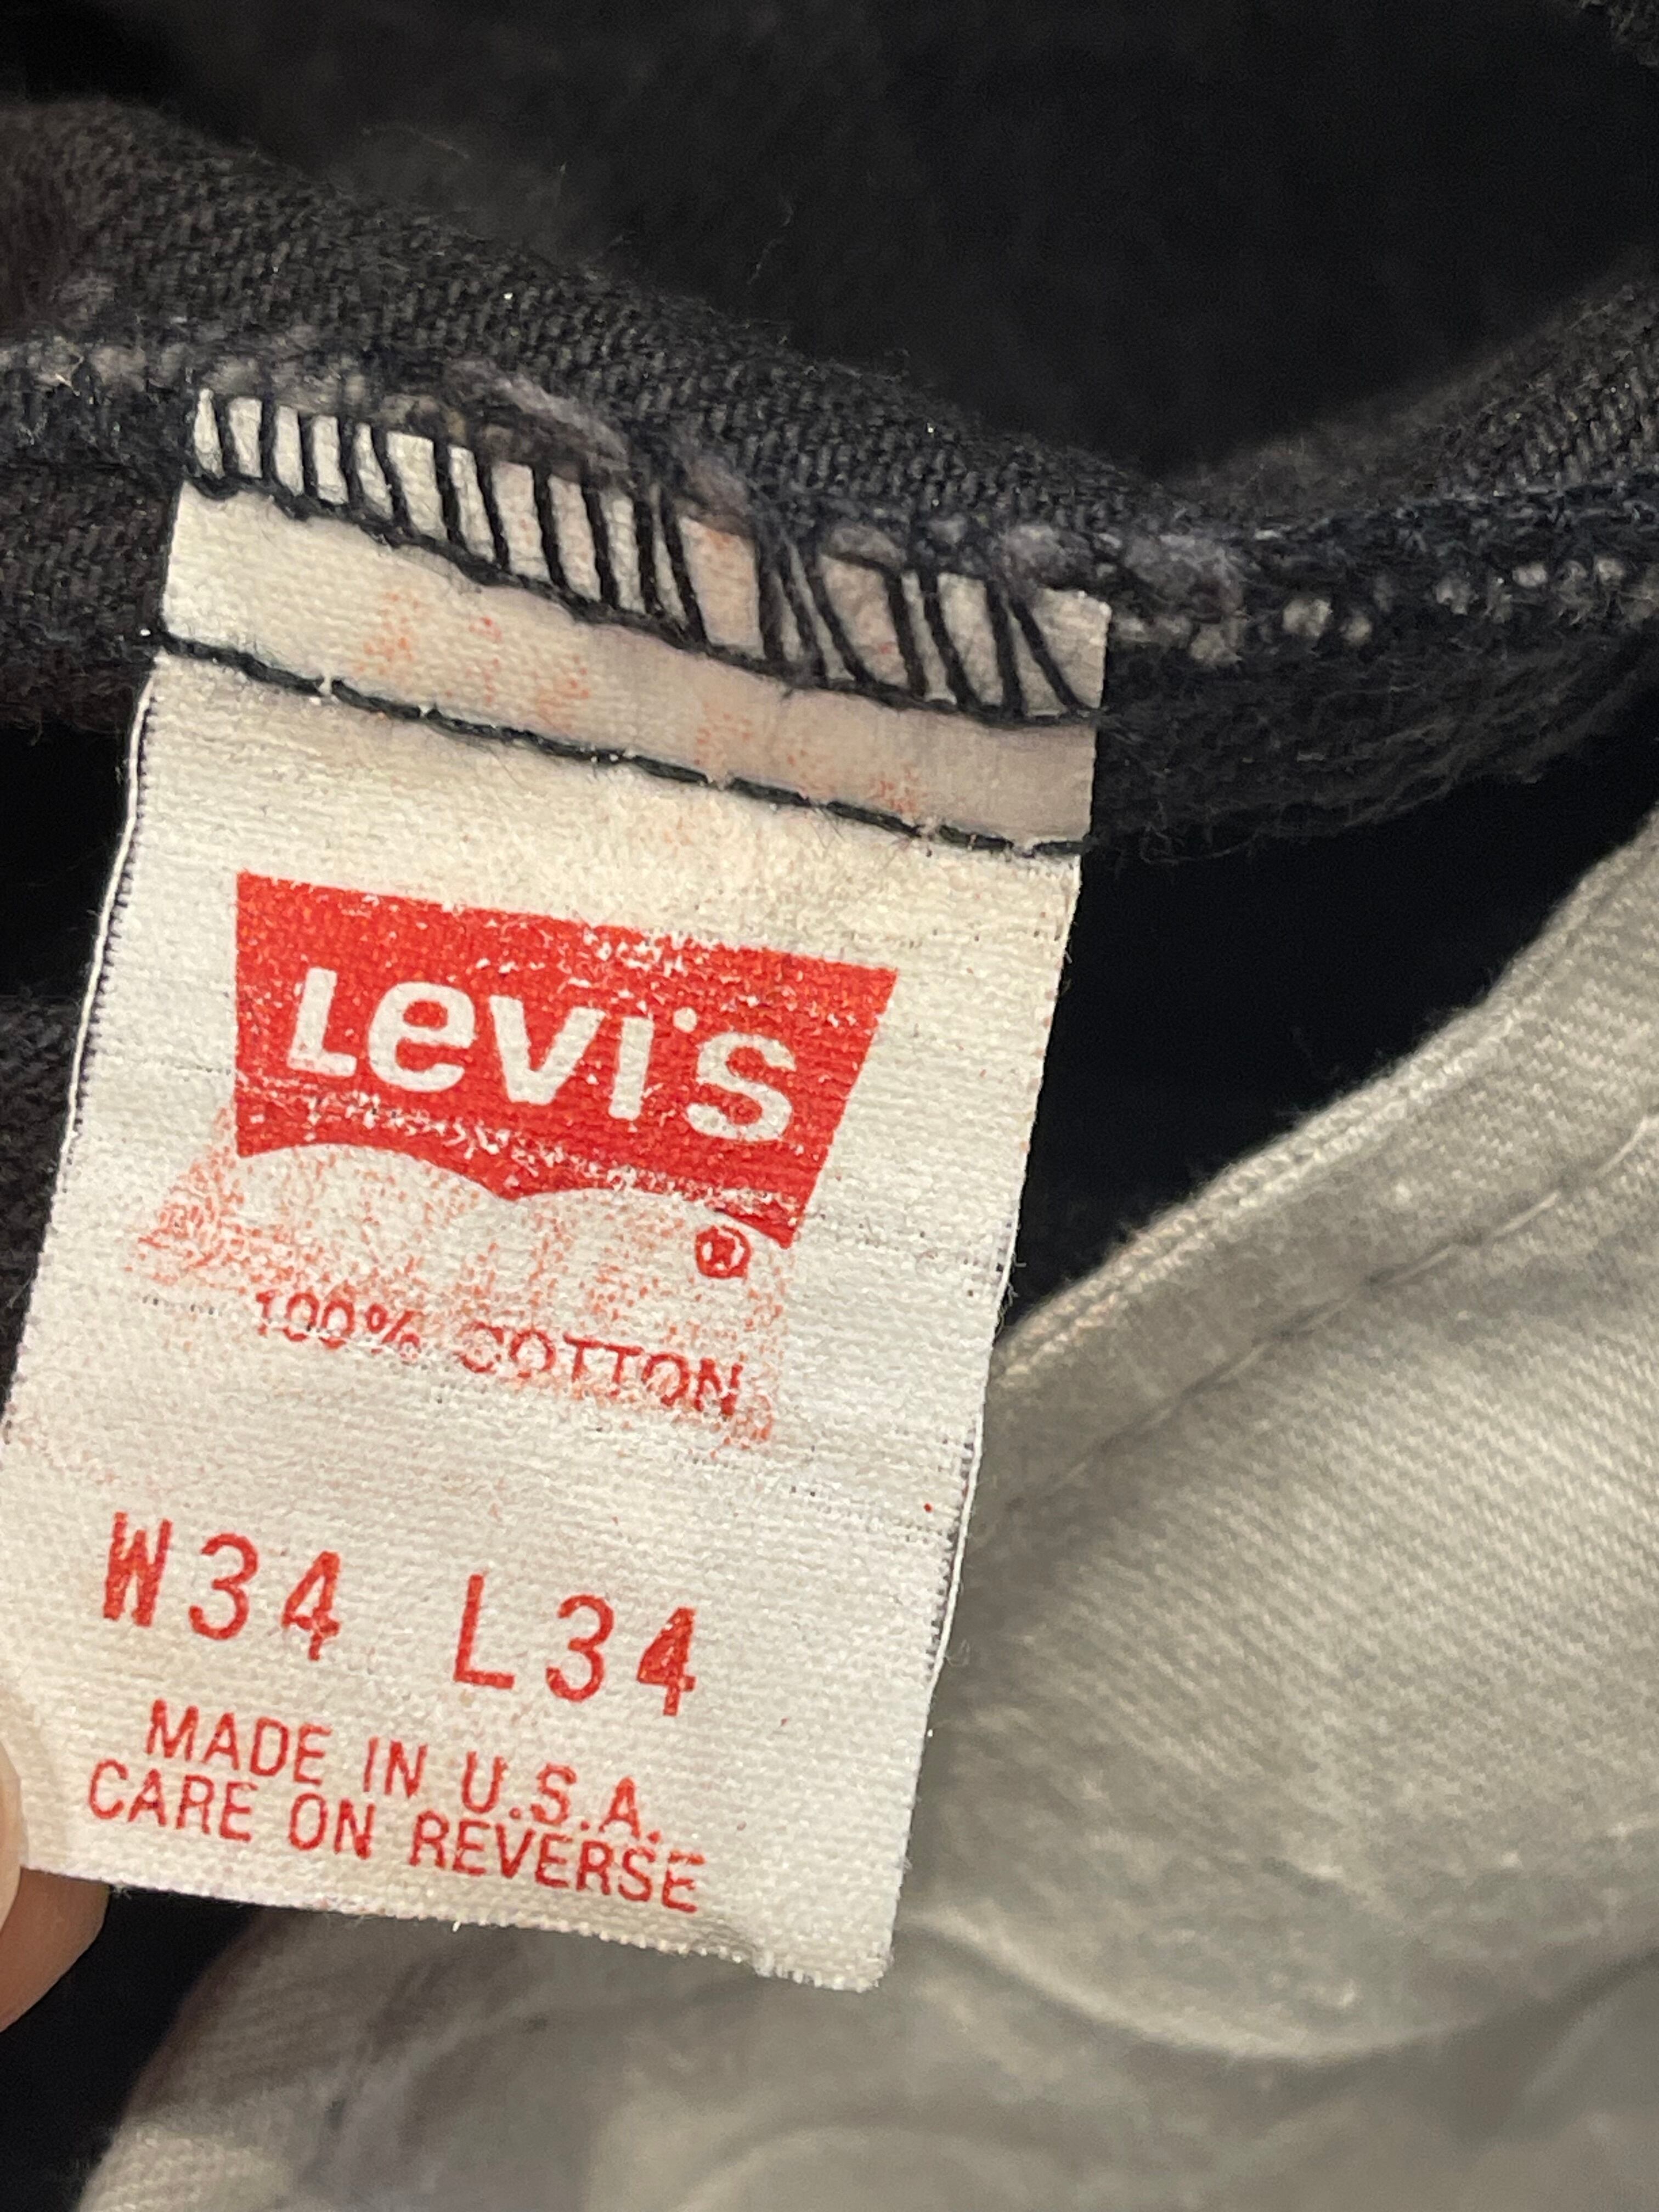 Levi's
®
100% COTTON
W34 L34
MADE IN U.S.A.
CARE ON REVERSE